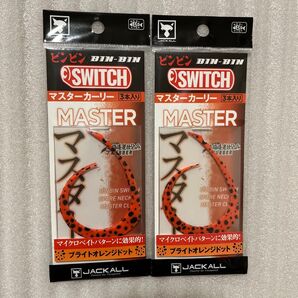 ビンビン BIN-BIN
SWITCH
マスターカーリー 3本入り
MASTER
マスター
マイクロベイトパターンに効果的!
ブライトオレンジドット
JACKALL
ビンビン BIN-BIN
SWITCH
マスターカーリー 3本入り
MASTER
マスター
マイクロベイトパターンに効果的!
ブライトオレンジドット
JACKALL